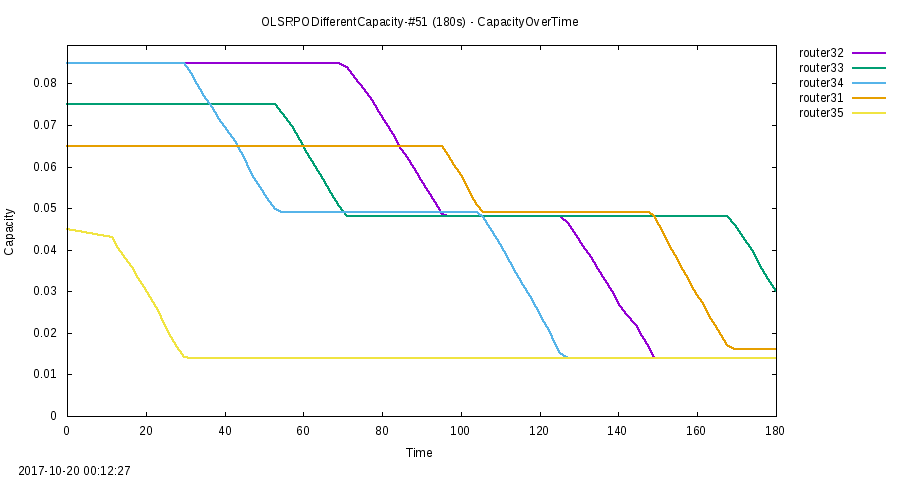 OLSRPODifferentCapacity-#51 (180s) - CapacityOverTime
router32
router33
router34
router31
router35
0.08
0.07
0.06
0.05
0.04
0.03
0.02
0.01
0
Capacity
0 20 40 60 80 100 120 140 160 180
Time
2017-10-20 00:12:27